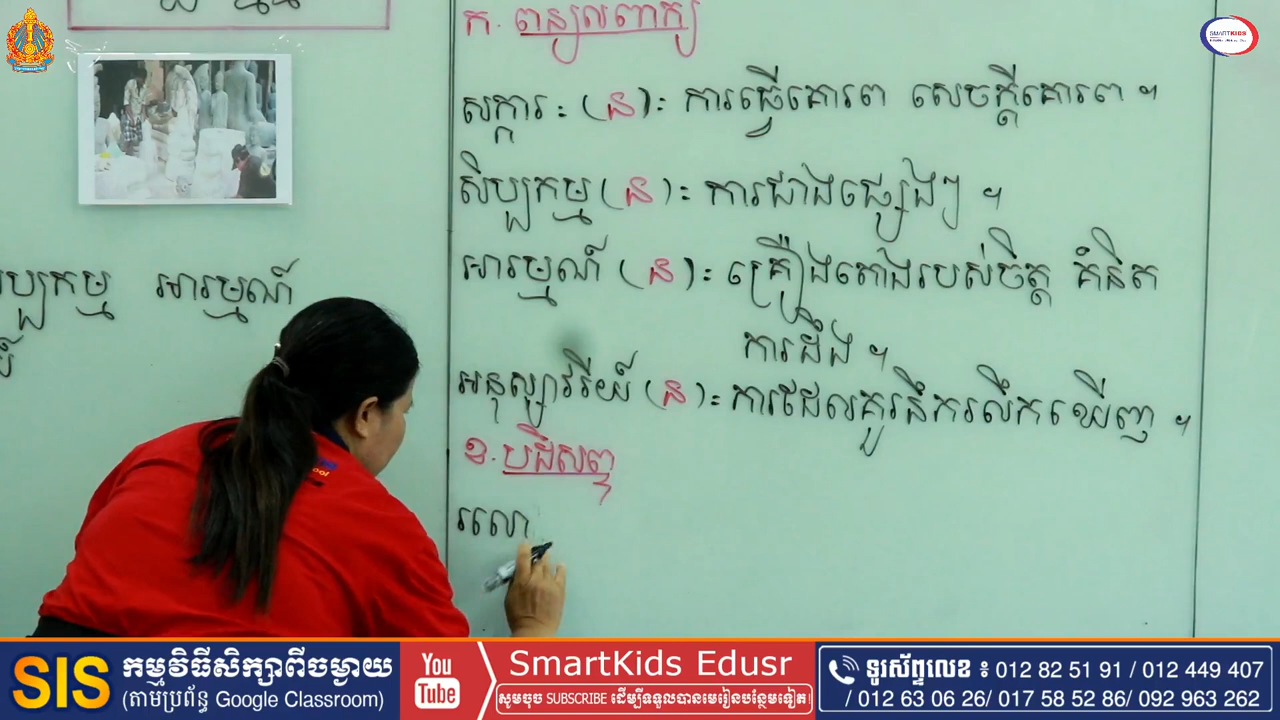 ក. ពន្យល់ពាក្យ
សក្ការៈ (ន)៖ ការធ្វើគោរព សេចក្តីគោរព ។
សិប្បកម្ម (ន)៖ ការជាងផ្សេងៗ ។
អារម្មណ៍ (ន)៖ គ្រឿងតោងរបស់ចិត្ត គំនិត
ការដឹង ។
អនុស្សាវរីយ៍ (ន)៖ ការដែលគួរនឹករលឹកឃើញ ។
ខ. បដិសព្ទ
រលោ
ប្បកម្ម អារម្មណ៍
SMARTKIDS
SIS កម្មវិធីសិក្សាពីចម្ងាយ
(តាមប្រព័ន្ធ Google Classroom)
You Tube
SmartKids Edusr
សូមចុច SUBSCRIBE ដើម្បីទទួលបានមេរៀនបន្ថែមទៀត!
ទូរស័ព្ទលេខ ៖ 012 82 51 91 / 012 449 407
/ 012 63 06 26/ 017 58 52 86/ 092 963 262